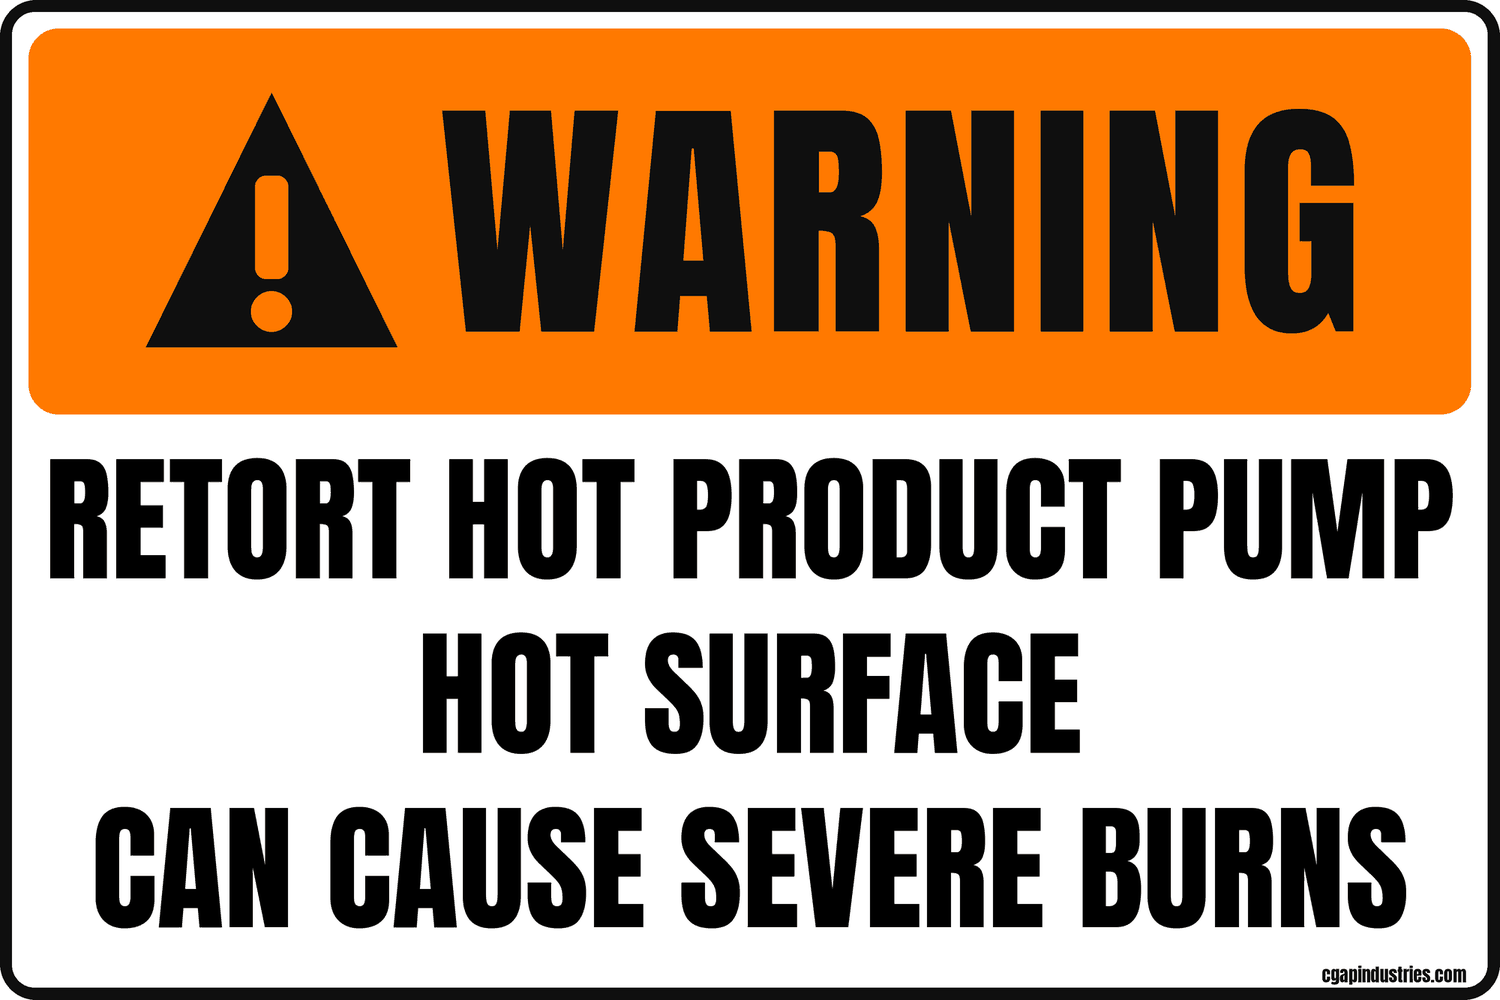 WARNING
RETORT HOT PRODUCT PUMP
HOT SURFACE
CAN CAUSE SEVERE BURNS
cgapindustries.com